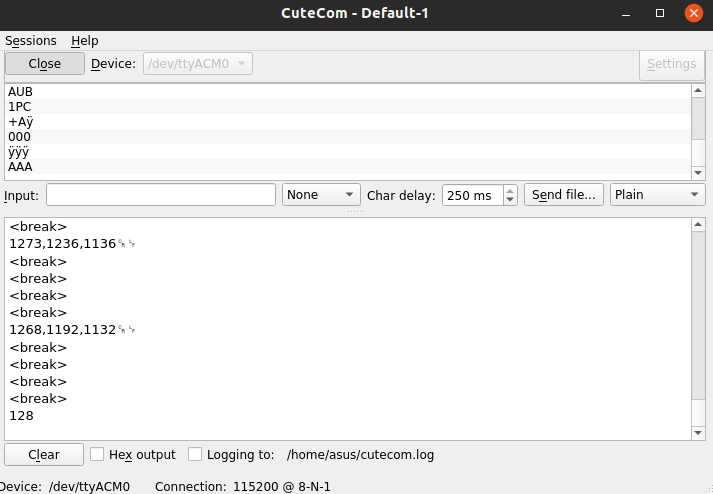 CuteCom - Default-1
Sessions Help
Close Device: /dev/ttyACM0 Settings
AUB
1PC
+Aÿ
000
ÿÿÿ
AAA
Input: None Char delay: 250 ms Send file... Plain
<break>
1273,1236,1136␍␊
<break>
<break>
<break>
<break>
1268,1192,1132␍␊
<break>
<break>
<break>
<break>
128
Clear Hex output Logging to: /home/asus/cutecom.log
Device: /dev/ttyACM0 Connection: 115200 @ 8-N-1